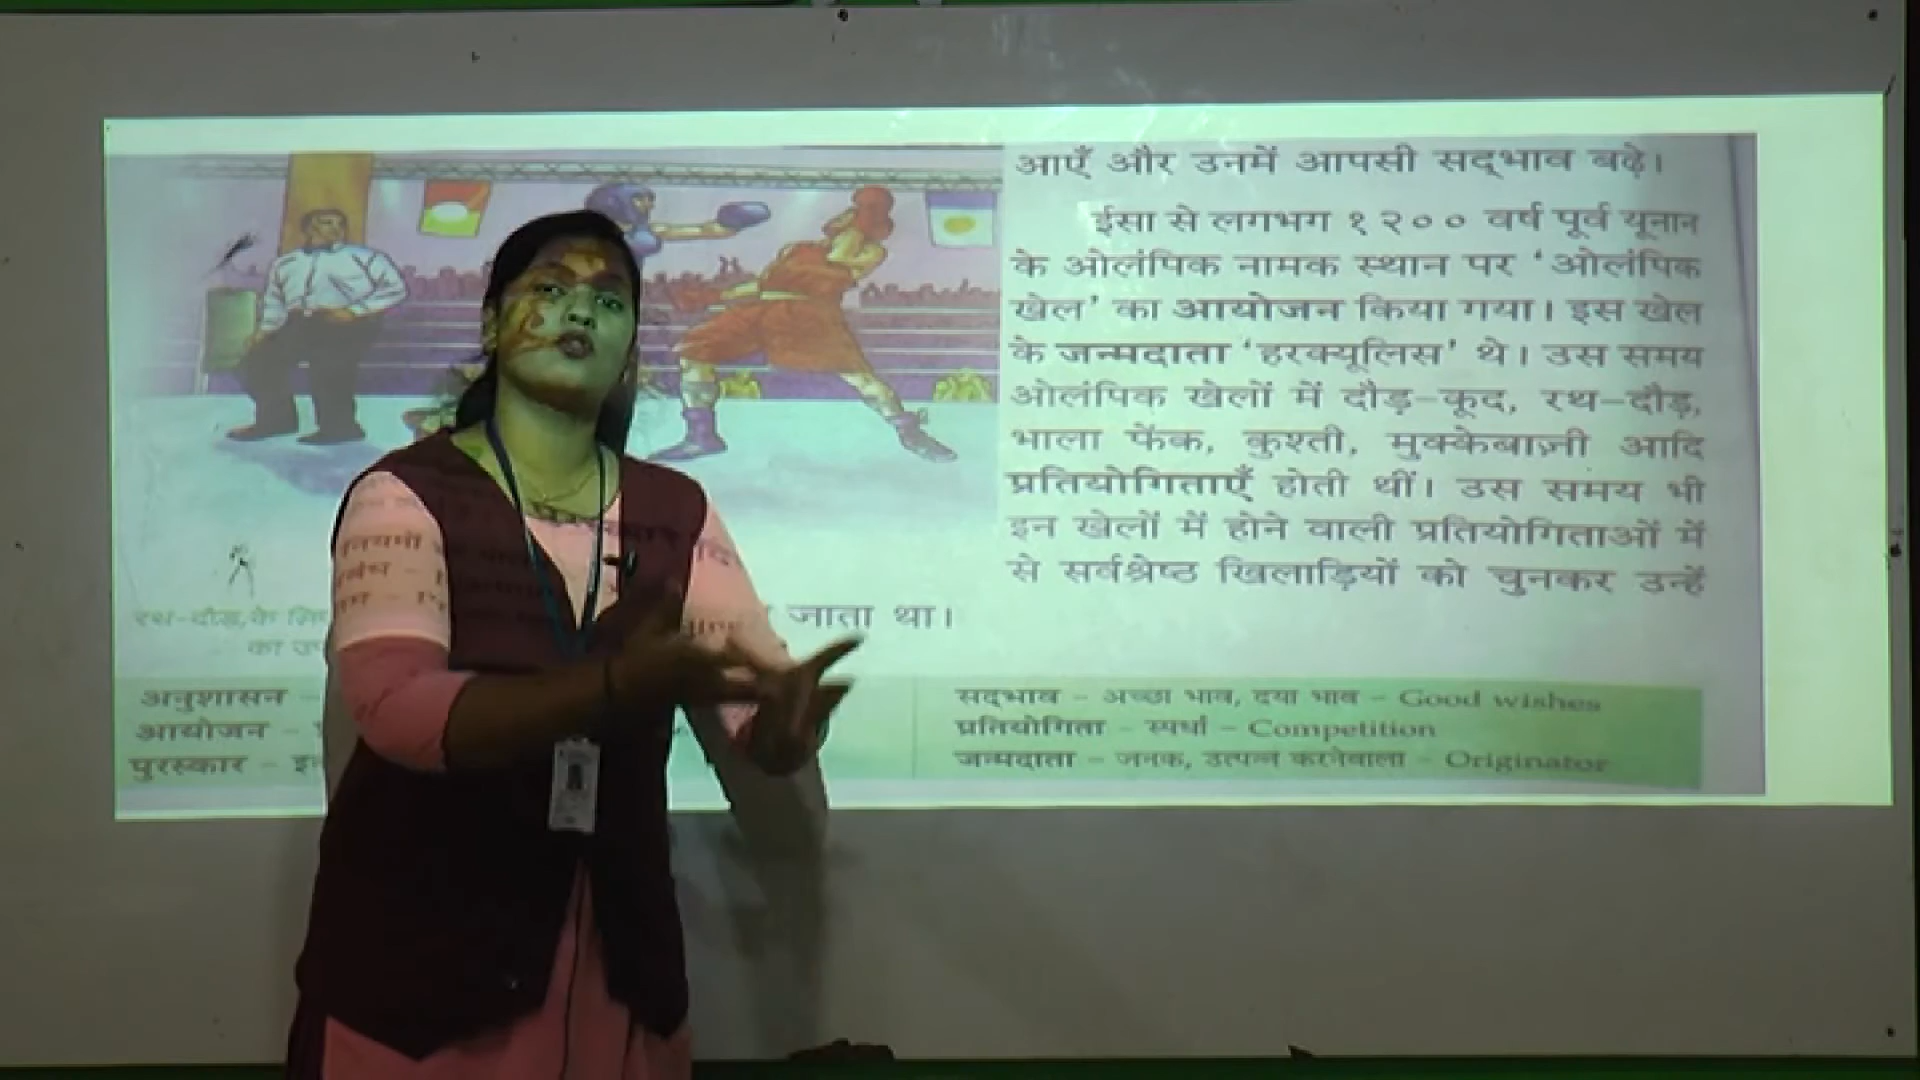 आएँ और उनमें आपसी सद्‌भाव बढ़े।
ईसा से लगभग १२०० वर्ष पूर्व यूनान
के ओलंपिक नामक स्थान पर ‘ओलंपिक
खेल’ का आयोजन किया गया। इस खेल
के जन्मदाता ‘हरक्यूलिस’ थे। उस समय
ओलंपिक खेलों में दौड़-कूद, रथ-दौड़,
भाला फेंक, कुश्ती, मुक्केबाज़ी आदि
प्रतियोगिताएँ होती थीं। उस समय भी
इन खेलों में होने वाली प्रतियोगिताओं में
से सर्वश्रेष्ठ खिलाड़ियों को चुनकर उन्हें
जाता था।
रथ-दौड़ के
का
अनुशासन -
आयोजन -
पुरस्कार -
सद्‌भाव - अच्छा भाव, दया भाव - Good wishes
प्रतियोगिता - स्पर्धा - Competition
जन्मदाता - जनक, उत्पन्न करनेवाला - Originator